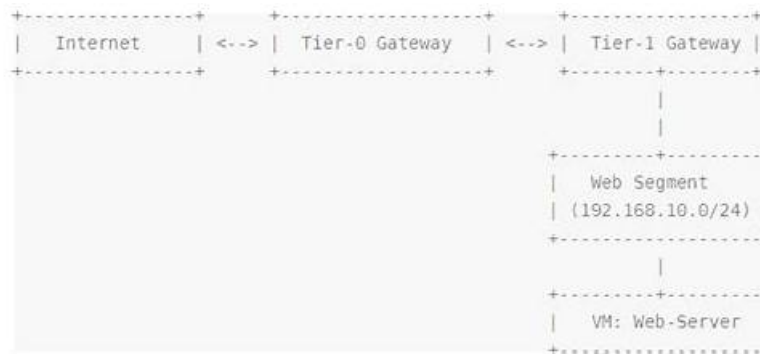 Internet <--> Tier-0 Gateway <--> Tier-1 Gateway
Web Segment
(192.168.10.0/24)
VM: Web-Server